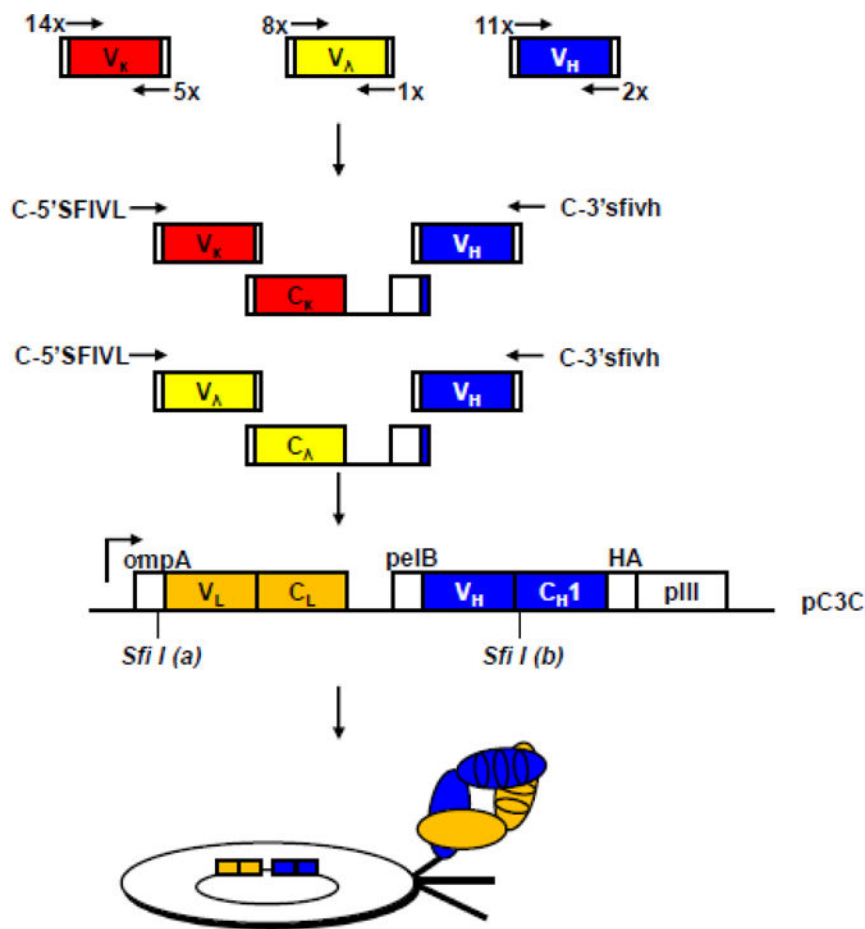 14x 8x 11x
Vκ VΛ VH
5x 1x 2x
C-5'SFIVL C-3'sfivh
Vκ VH
Cκ
C-5'SFIVL C-3'sfivh
VΛ VH
CΛ
ompA pelB HA
VL CL VH CH1 pIII pC3C
Sfi I (a) Sfi I (b)